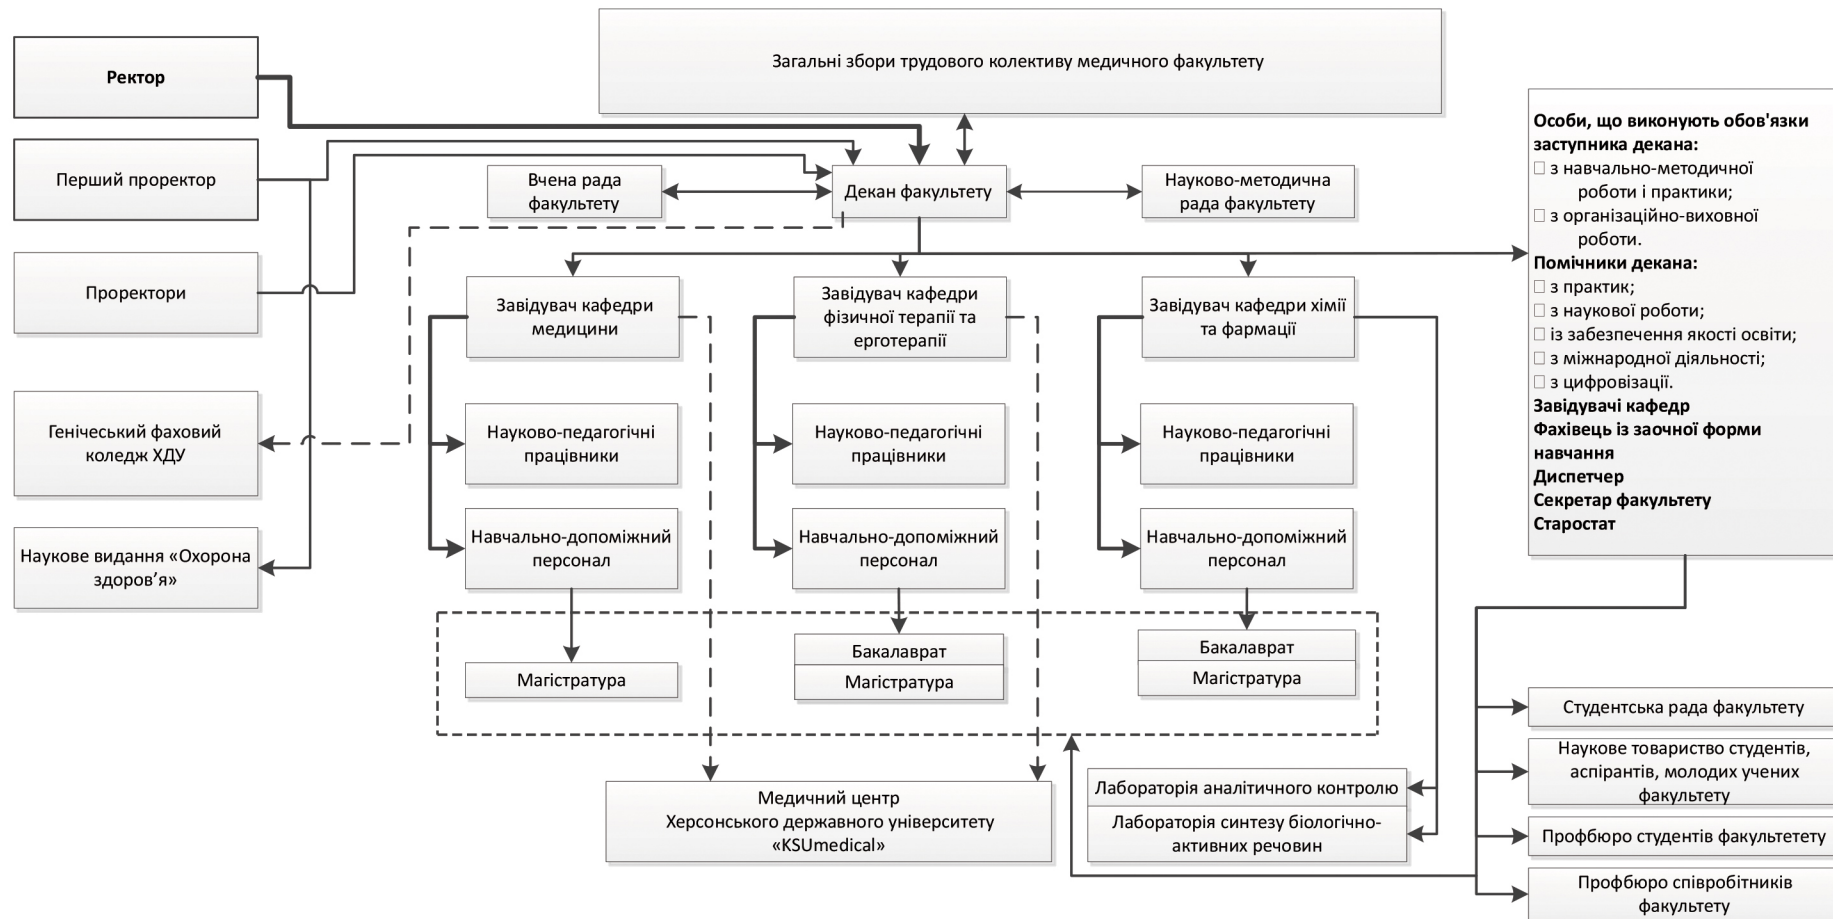 Ректор
Загальні збори трудового колективу медичного факультету
Перший проректор
Вчена рада
факультету
Декан факультету
Науково-методична
рада факультету
Проректори
Завідувач кафедри
медицини
Завідувач кафедри
фізичної терапії та
ерготерапії
Завідувач кафедри хімії
та фармації
Особи, що виконують обов'язки
заступника декана:
з навчально-методичної
роботи і практики;
з організаційно-виховної
роботи.
Помічники декана:
з практик;
з наукової роботи;
із забезпечення якості освіти;
з міжнародної діяльності;
з цифровізації.
Завідувачі кафедр
Фахівець із заочної форми
навчання
Диспетчер
Секретар факультету
Старостат
Генічеський фаховий
коледж ХДУ
Науково-педагогічні
працівники
Науково-педагогічні
працівники
Науково-педагогічні
працівники
Наукове видання «Охорона
здоров’я»
Навчально-допоміжний
персонал
Навчально-допоміжний
персонал
Навчально-допоміжний
персонал
Магістратура
Бакалаврат
Магістратура
Бакалаврат
Магістратура
Медичний центр
Херсонського державного університету
«KSUmedical»
Лабораторія аналітичного контролю
Лабораторія синтезу біологічно-
активних речовин
Студентська рада факультету
Наукове товариство студентів,
аспірантів, молодих учених
факультету
Профбюро студентів факультетету
Профбюро співробітників
факультету